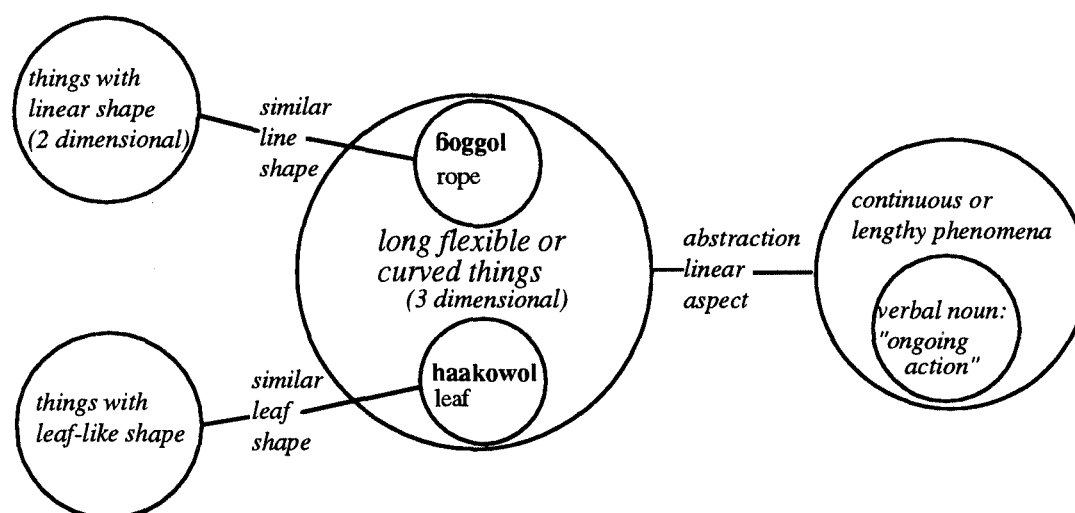 things with
linear shape
(2 dimensional)
similar
line
shape
ɓoggol
rope
long flexible or
curved things
(3 dimensional)
haakowol
leaf
things with
leaf-like shape
similar
leaf
shape
abstraction
linear
aspect
continuous or
lengthy phenomena
verbal noun:
"ongoing
action"